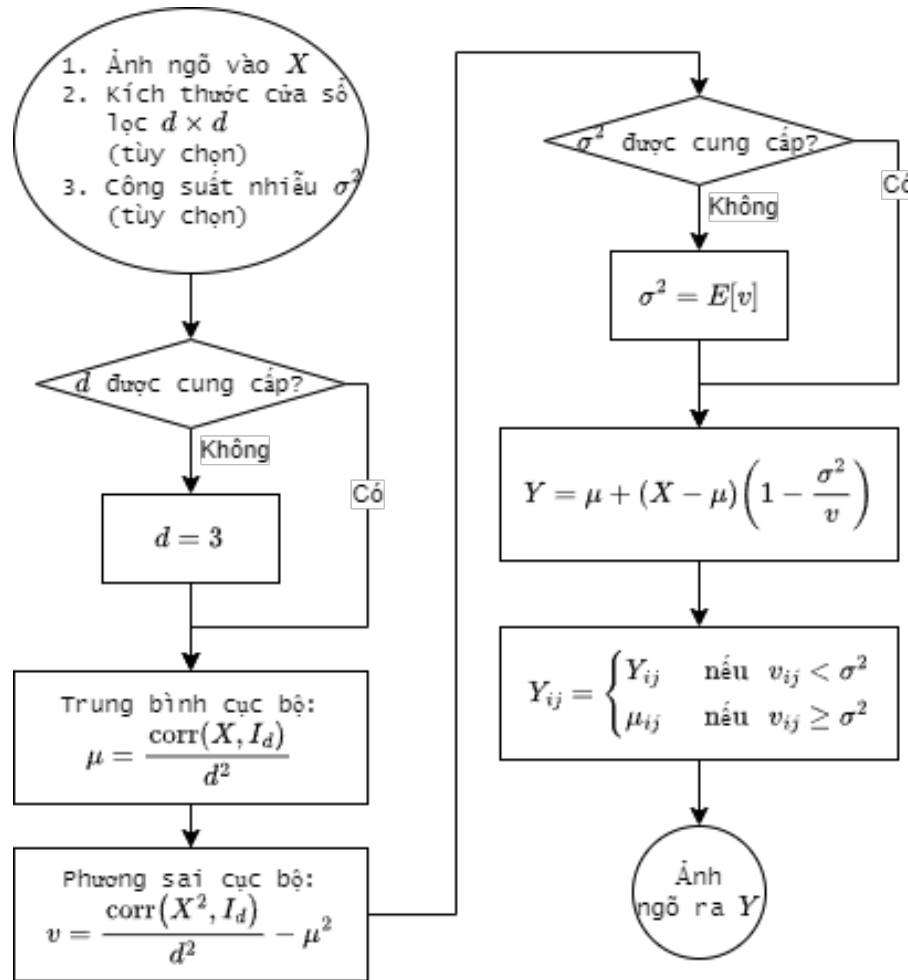 1. Ảnh ngõ vào X
2. Kích thước cửa sổ
lọc d × d
(tùy chọn)
3. Công suất nhiễu σ²
(tùy chọn)
d được cung cấp?
Không
Có
d = 3
Trung bình cục bộ:
μ = corr(X, I_d) / d²
Phương sai cục bộ:
v = corr(X², I_d) / d² − μ²
σ² được cung cấp?
Không
Có
σ² = E[v]
Y = μ + (X − μ)(1 − σ² / v)
Y_ij = { Y_ij nếu v_ij < σ²
μ_ij nếu v_ij ≥ σ²
Ảnh
ngõ ra Y